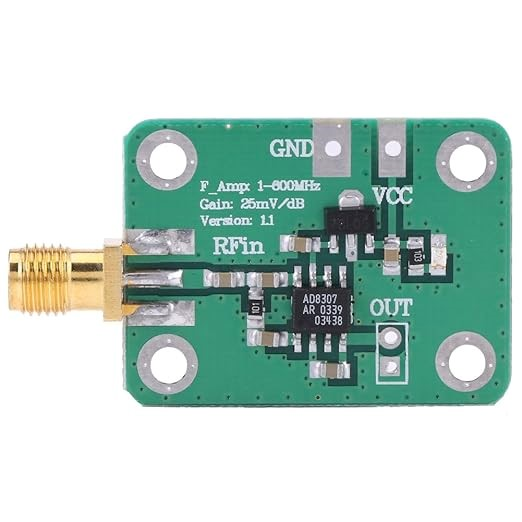 GND
VCC
F_Amp: 1-600MHz
Gain: 25mV/dB
Version: 1.1
RFin
AD8307
AR 0339
03438
101
103
OUT